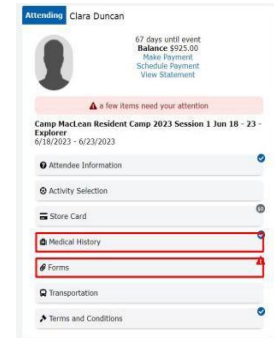 Attending Clara Duncan
67 days until event
Balance $925.00
Make Payment
Schedule Payment
View Statement
a few items need your attention
Camp MacLean Resident Camp 2023 Session 1 Jun 18 - 23 -
Explorer
6/18/2023 - 6/23/2023
Attendee Information
Activity Selection
Store Card
Medical History
Forms
Transportation
Terms and Conditions